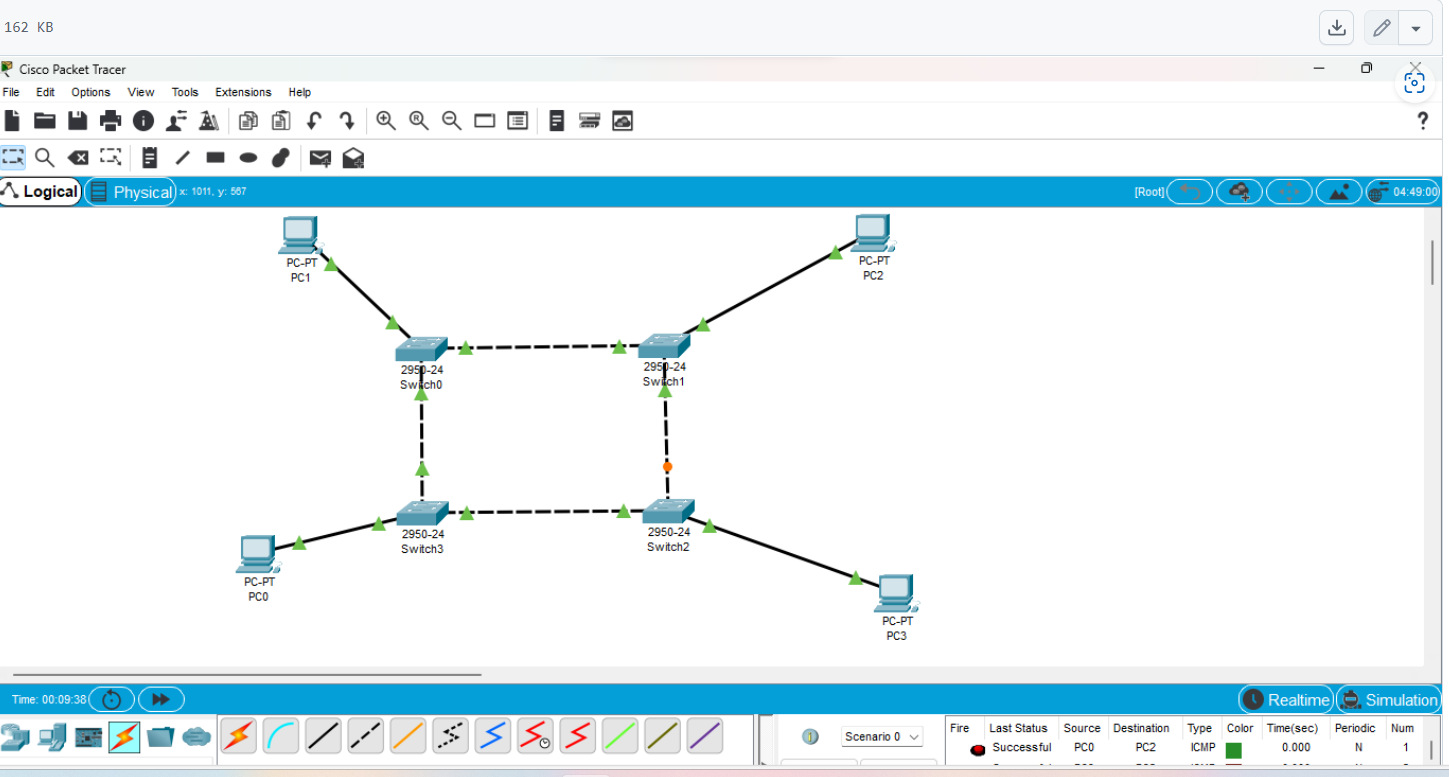 162 KB
Cisco Packet Tracer
File Edit Options View Tools Extensions Help
?
Logical Physical x: 1011, y: 567 [Root] 04:49:00
PC-PT
PC1
PC-PT
PC2
2950-24
Switch0
2950-24
Switch1
2950-24
Switch3
2950-24
Switch2
PC-PT
PC0
PC-PT
PC3
Time: 00:09:38 Realtime Simulation
Scenario 0
Fire Last Status Source Destination Type Color Time(sec) Periodic Num
Successful PC0 PC2 ICMP 0.000 N 1